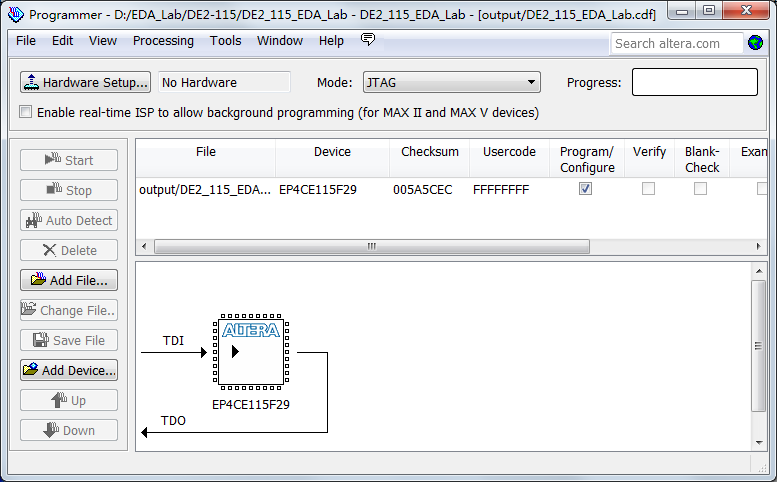 Programmer - D:/EDA_Lab/DE2-115/DE2_115_EDA_Lab - DE2_115_EDA_Lab - [output/DE2_115_EDA_Lab.cdf]
File Edit View Processing Tools Window Help Search altera.com
Hardware Setup... No Hardware Mode: JTAG Progress:
Enable real-time ISP to allow background programming (for MAX II and MAX V devices)
Start
Stop
Auto Detect
Delete
Add File...
Change File..
Save File
Add Device...
Up
Down
File Device Checksum Usercode Program/ Verify Blank- Exan
Configure Check
output/DE2_115_EDA... EP4CE115F29 005A5CEC FFFFFFFF
ALTERA
TDI
EP4CE115F29
TDO